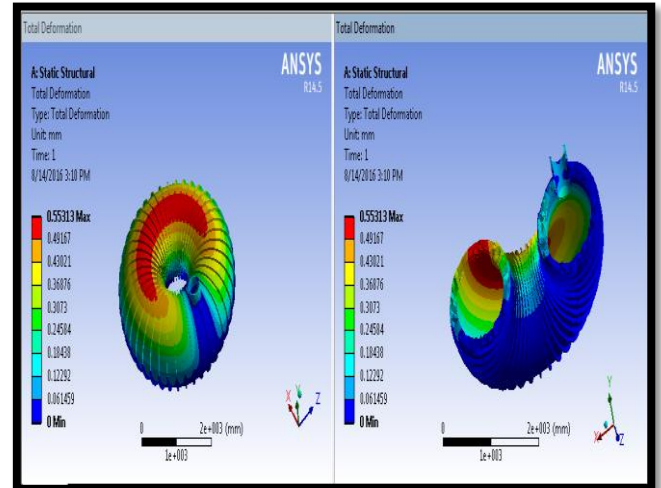 Total Deformation
A: Static Structural
Total Deformation
Type: Total Deformation
Unit: mm
Time: 1
8/14/2016 3:10 PM
ANSYS
R14.5
0.55313 Max
0.49167
0.43021
0.36876
0.3073
0.24584
0.18438
0.12292
0.061459
0 Min
X
Y
Z
0
2e+003 (mm)
1e+003
Total Deformation
A: Static Structural
Total Deformation
Type: Total Deformation
Unit: mm
Time: 1
8/14/2016 3:10 PM
ANSYS
R14.5
0.55313 Max
0.49167
0.43021
0.36876
0.3073
0.24584
0.18438
0.12292
0.061459
0 Min
Y
X
Z
0
2e+003 (mm)
1e+003